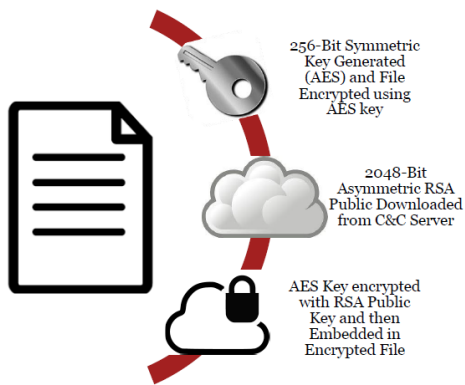 256-Bit Symmetric
Key Generated
(AES) and File
Encrypted using
AES key
2048-Bit
Asymmetric RSA
Public Downloaded
from C&C Server
AES Key encrypted
with RSA Public
Key and then
Embedded in
Encrypted File